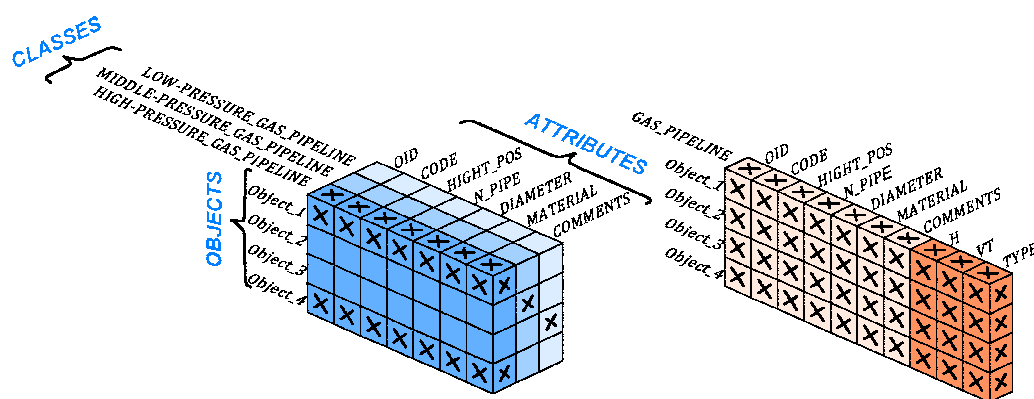 CLASSES
LOW-PRESSURE_GAS_PIPELINE
MIDDLE-PRESSURE_GAS_PIPELINE
HIGH-PRESSURE_GAS_PIPELINE
OBJECTS
Object_1
Object_2
Object_3
Object_4
OID
CODE
HIGHT_POS
N_PIPE
DIAMETER
MATERIAL
COMMENTS
ATTRIBUTES
GAS_PIPELINE
Object_1
Object_2
Object_3
Object_4
OID
CODE
HIGHT_POS
N_PIPE
DIAMETER
MATERIAL
COMMENTS
H
VT
TYPE